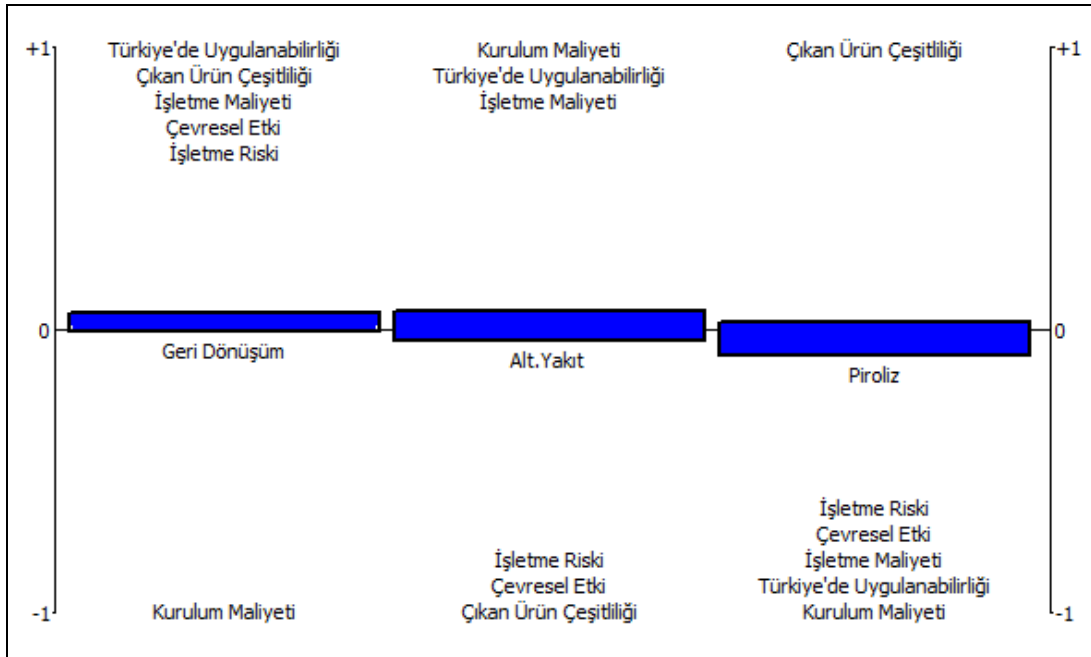 +1
Türkiye'de Uygulanabilirliği
Çıkan Ürün Çeşitliliği
İşletme Maliyeti
Çevresel Etki
İşletme Riski
Kurulum Maliyeti
Türkiye'de Uygulanabilirliği
İşletme Maliyeti
Çıkan Ürün Çeşitliliği
+1
0
Geri Dönüşüm
Alt.Yakıt
Piroliz
0
-1
Kurulum Maliyeti
İşletme Riski
Çevresel Etki
Çıkan Ürün Çeşitliliği
İşletme Riski
Çevresel Etki
İşletme Maliyeti
Türkiye'de Uygulanabilirliği
Kurulum Maliyeti
-1